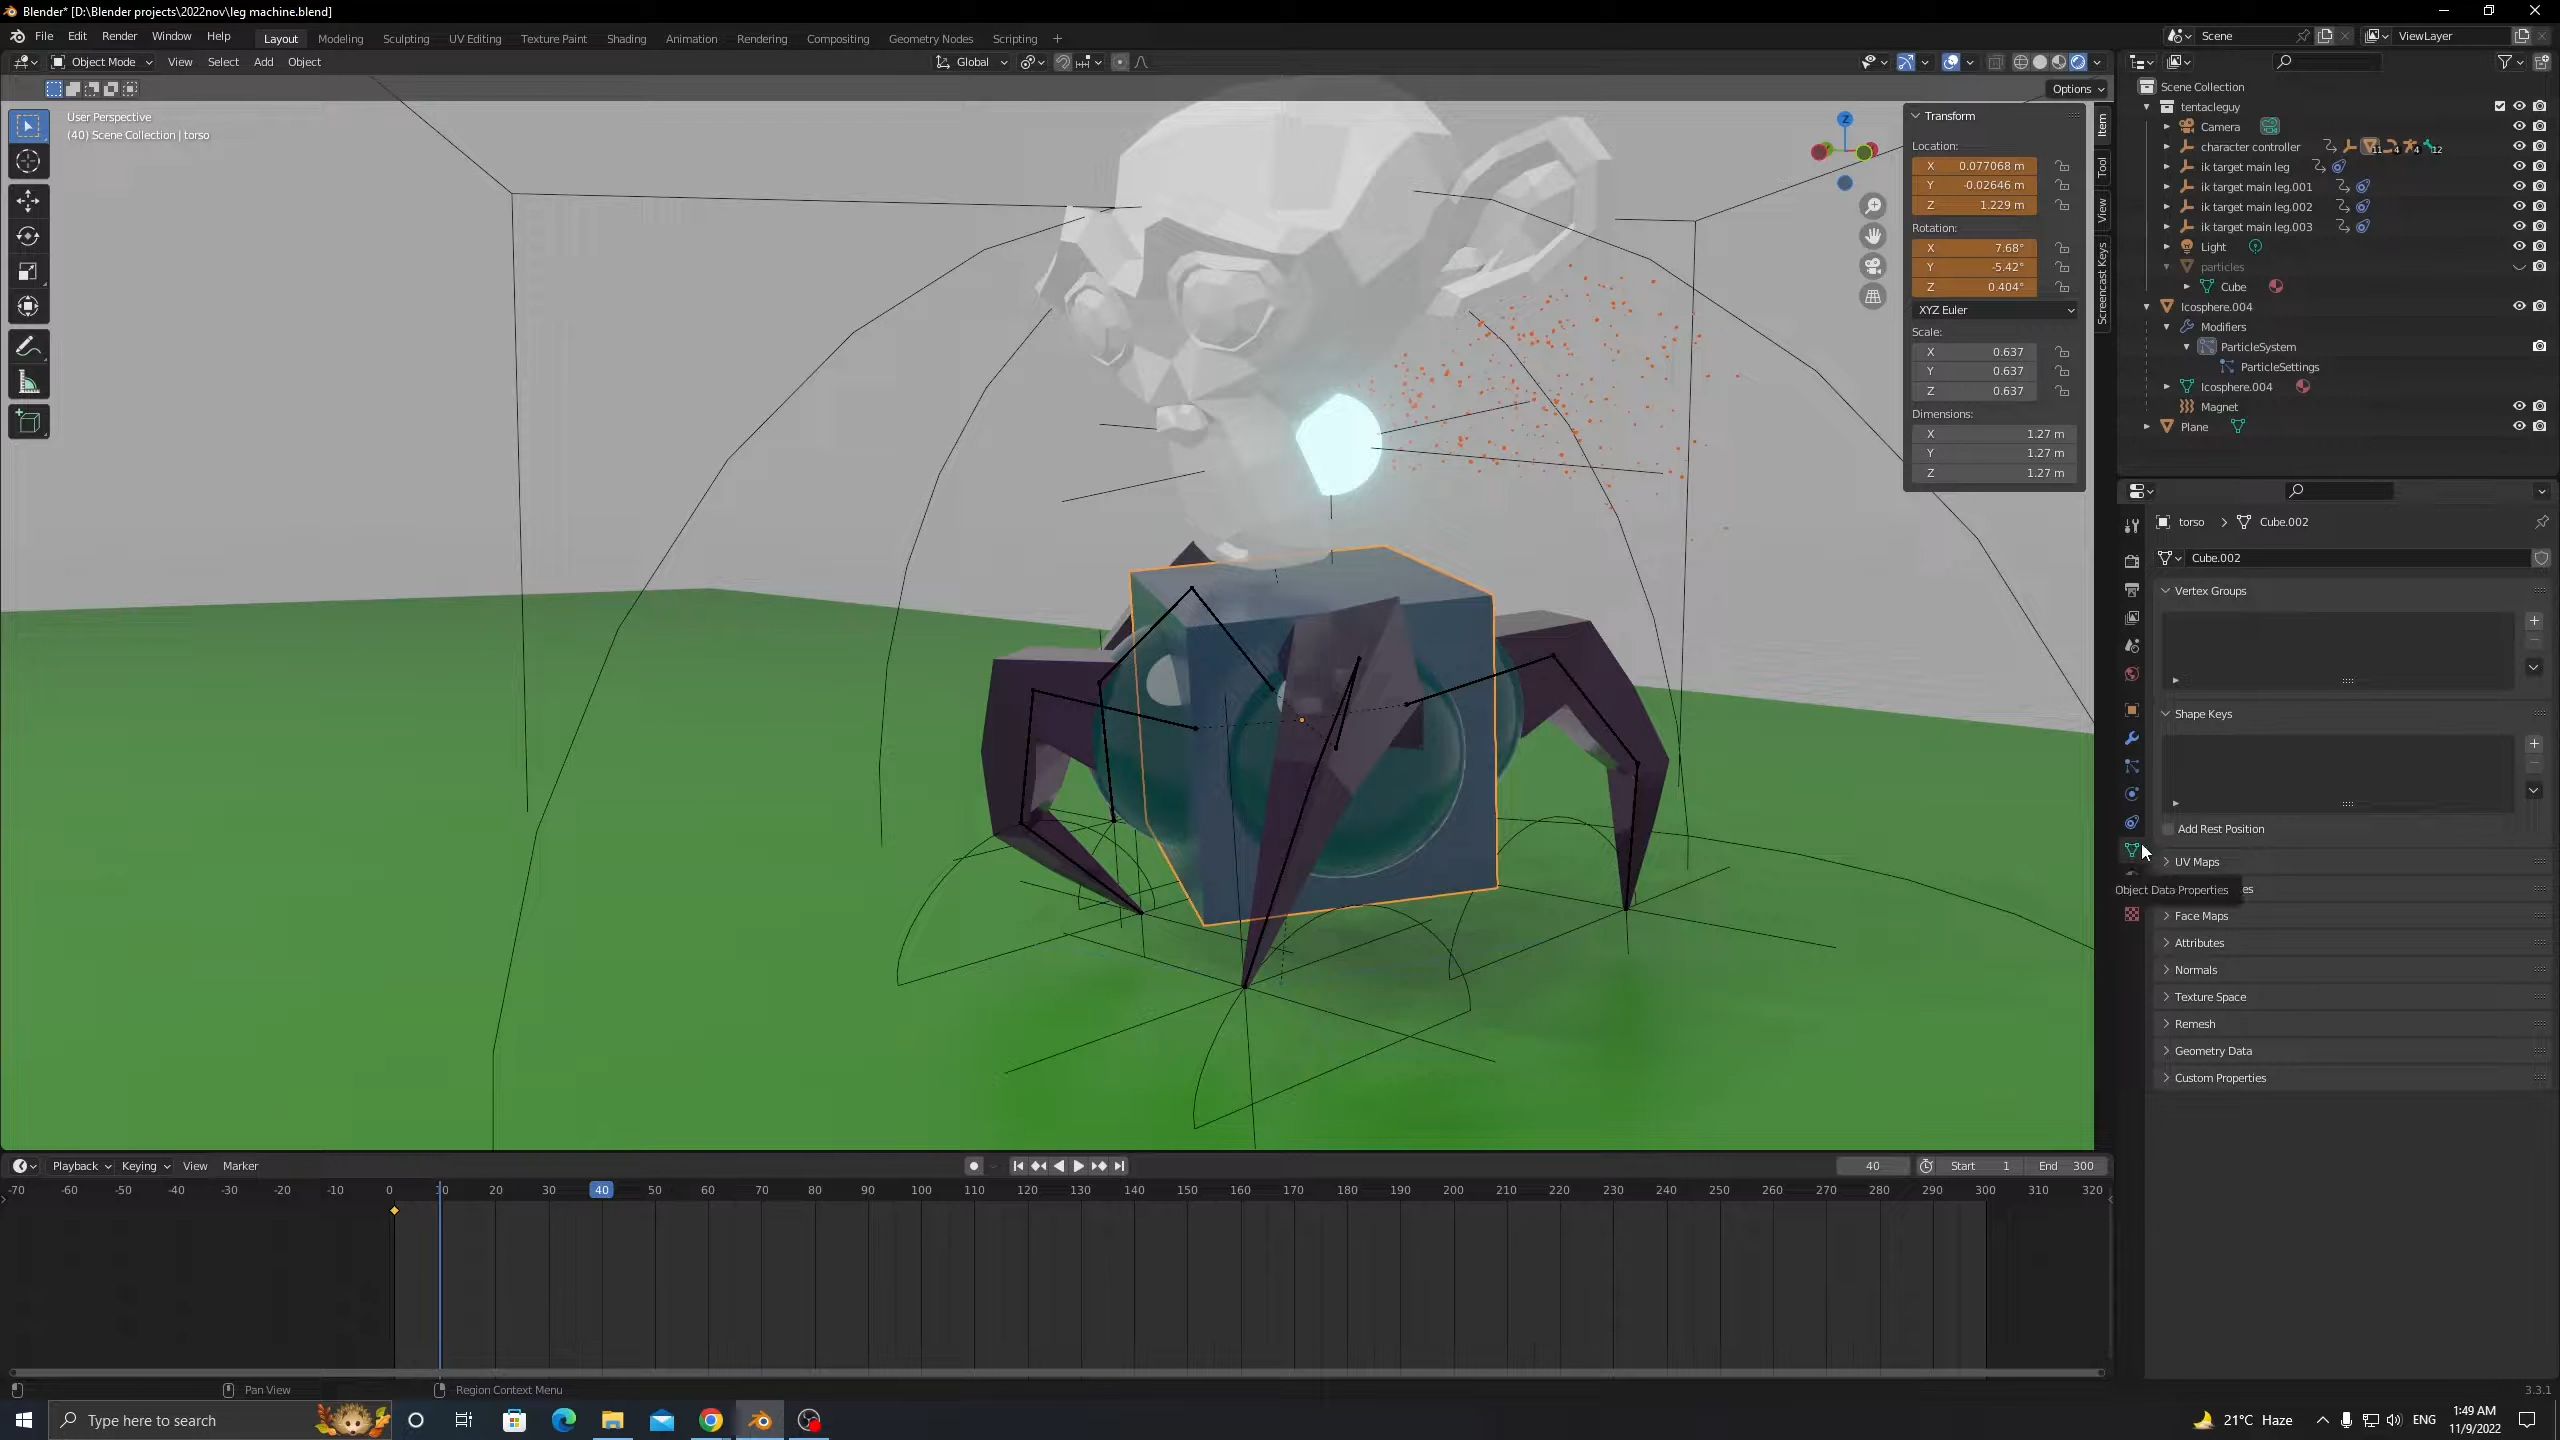 Blender* [D:\Blender projects\2022nov\leg machine.blend]
File Edit Render Window Help Layout Modeling Sculpting UV Editing Texture Paint Shading Animation Rendering Compositing Geometry Nodes Scripting + Scene ViewLayer
Object Mode View Select Add Object Global
Options
User Perspective
(40) Scene Collection | torso
Transform
Location:
X 0.077068 m
Y -0.02646 m
Z 1.229 m
Rotation:
X 7.68°
Y -5.42°
Z 0.404°
XYZ Euler
Scale:
X 0.637
Y 0.637
Z 0.637
Dimensions:
X 1.27 m
Y 1.27 m
Z 1.27 m
Item
Tool
View
Screencast Keys
Z
Scene Collection
tentacleguy
Camera
character controller 11 4 4 12
ik target main leg
ik target main leg.001
ik target main leg.002
ik target main leg.003
Light
particles
Cube
Icosphere.004
Modifiers
ParticleSystem
ParticleSettings
Icosphere.004
Magnet
Plane
torso Cube.002
Cube.002
Vertex Groups
Shape Keys
Add Rest Position
UV Maps
Object Data Properties es
Face Maps
Attributes
Normals
Texture Space
Remesh
Geometry Data
Custom Properties
Playback Keying View Marker 40 Start 1 End 300
-70 -60 -50 -40 -30 -20 -10 0 10 20 30 40 50 60 70 80 90 100 110 120 130 140 150 160 170 180 190 200 210 220 230 240 250 260 270 280 290 300 310 320
Pan View Region Context Menu 3.3.1
Type here to search 21°C Haze ENG 1:49 AM
11/9/2022